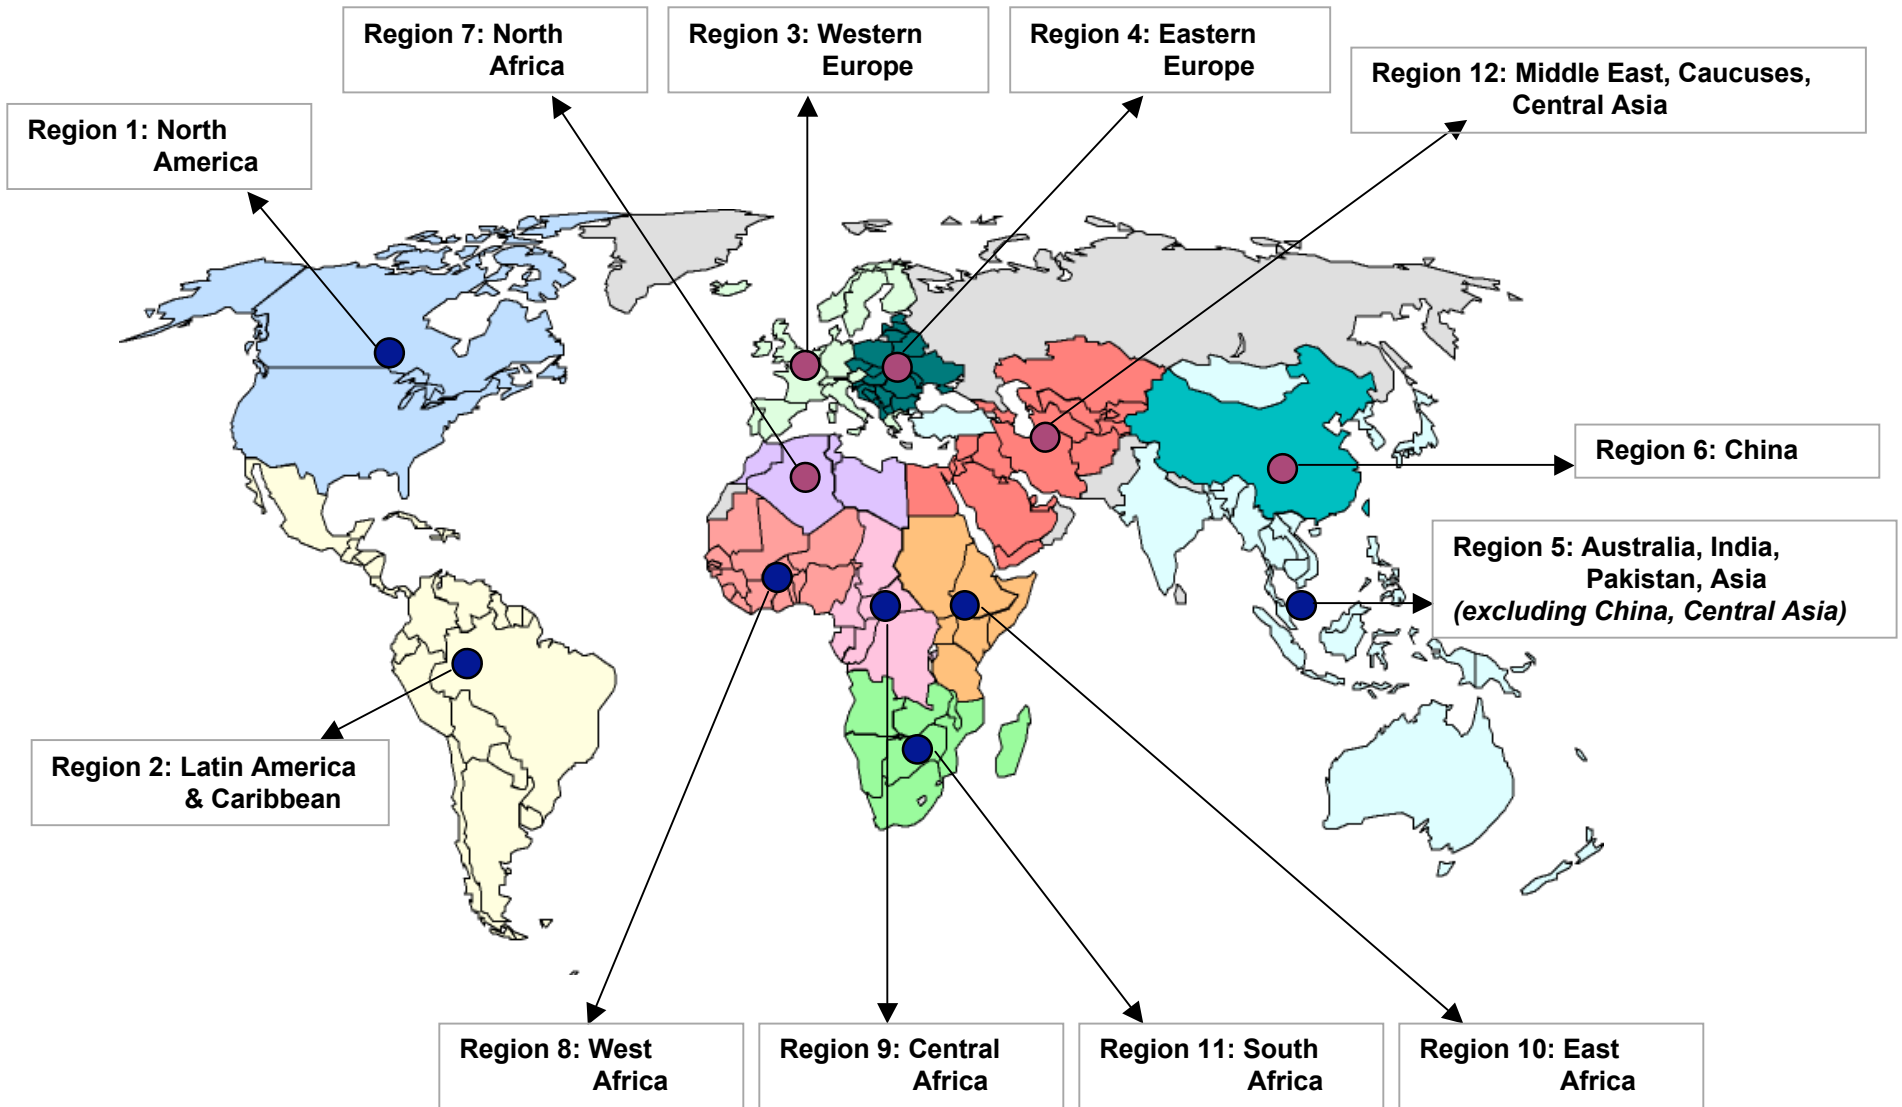 Region 7: North
Africa
Region 3: Western
Europe
Region 4: Eastern
Europe
Region 12: Middle East, Caucuses,
Central Asia
Region 1: North
America
Region 6: China
Region 5: Australia, India,
Pakistan, Asia
(excluding China, Central Asia)
Region 2: Latin America
& Caribbean
Region 8: West
Africa
Region 9: Central
Africa
Region 11: South
Africa
Region 10: East
Africa